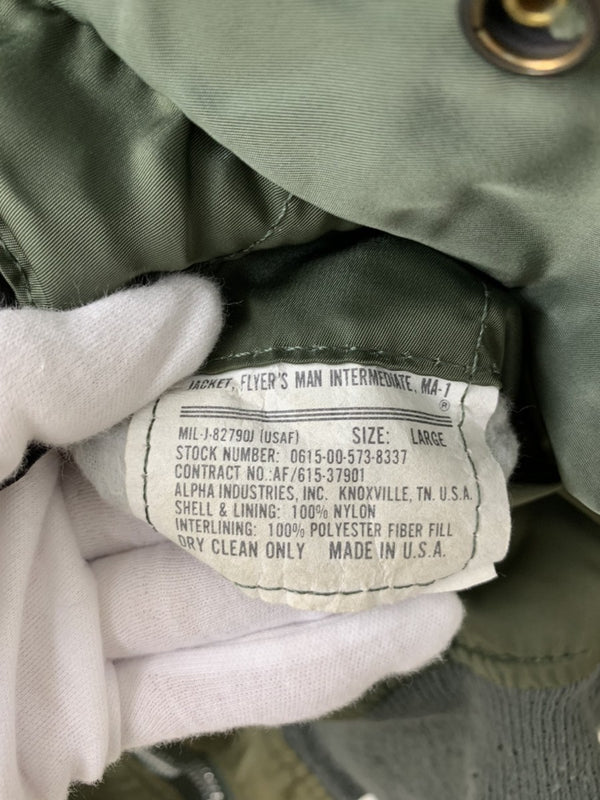 JACKET, FLYER'S MAN INTERMEDIATE, MA-1
®
MIL-J-82790J (USAF) SIZE: LARGE
STOCK NUMBER: 0615-00-573-8337
CONTRACT NO.:AF/615-37901
ALPHA INDUSTRIES, INC. KNOXVILLE, TN. U.S.A.
SHELL & LINING: 100% NYLON
INTERLINING: 100% POLYESTER FIBER FILL
DRY CLEAN ONLY MADE IN U.S.A.